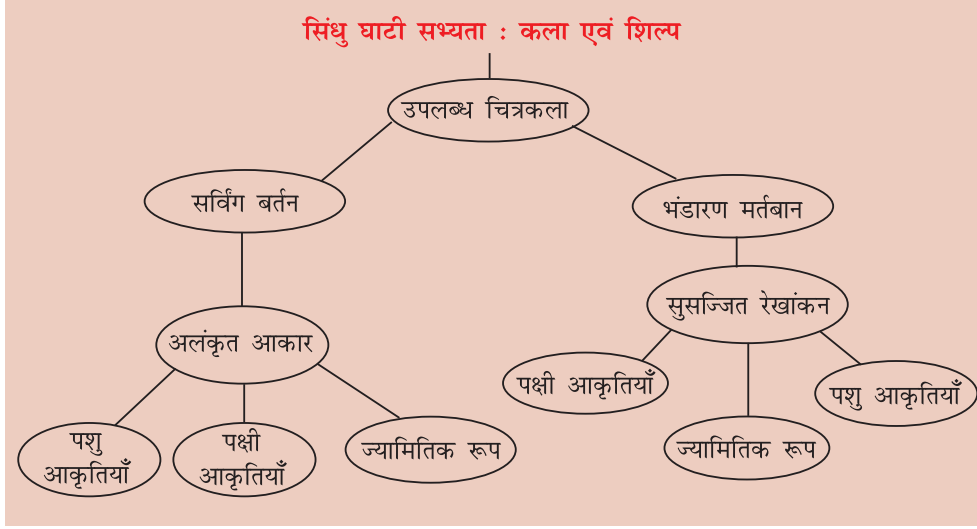 सिंधु घाटी सभ्यता : कला एवं शिल्प
उपलब्ध चित्रकला
सर्विंग बर्तन
भंडारण मर्तबान
अलंकृत आकार
सुसज्जित रेखांकन
पशु
आकृतियाँ
पक्षी
आकृतियाँ
ज्यामितिक रूप
पक्षी आकृतियाँ
ज्यामितिक रूप
पशु आकृतियाँ